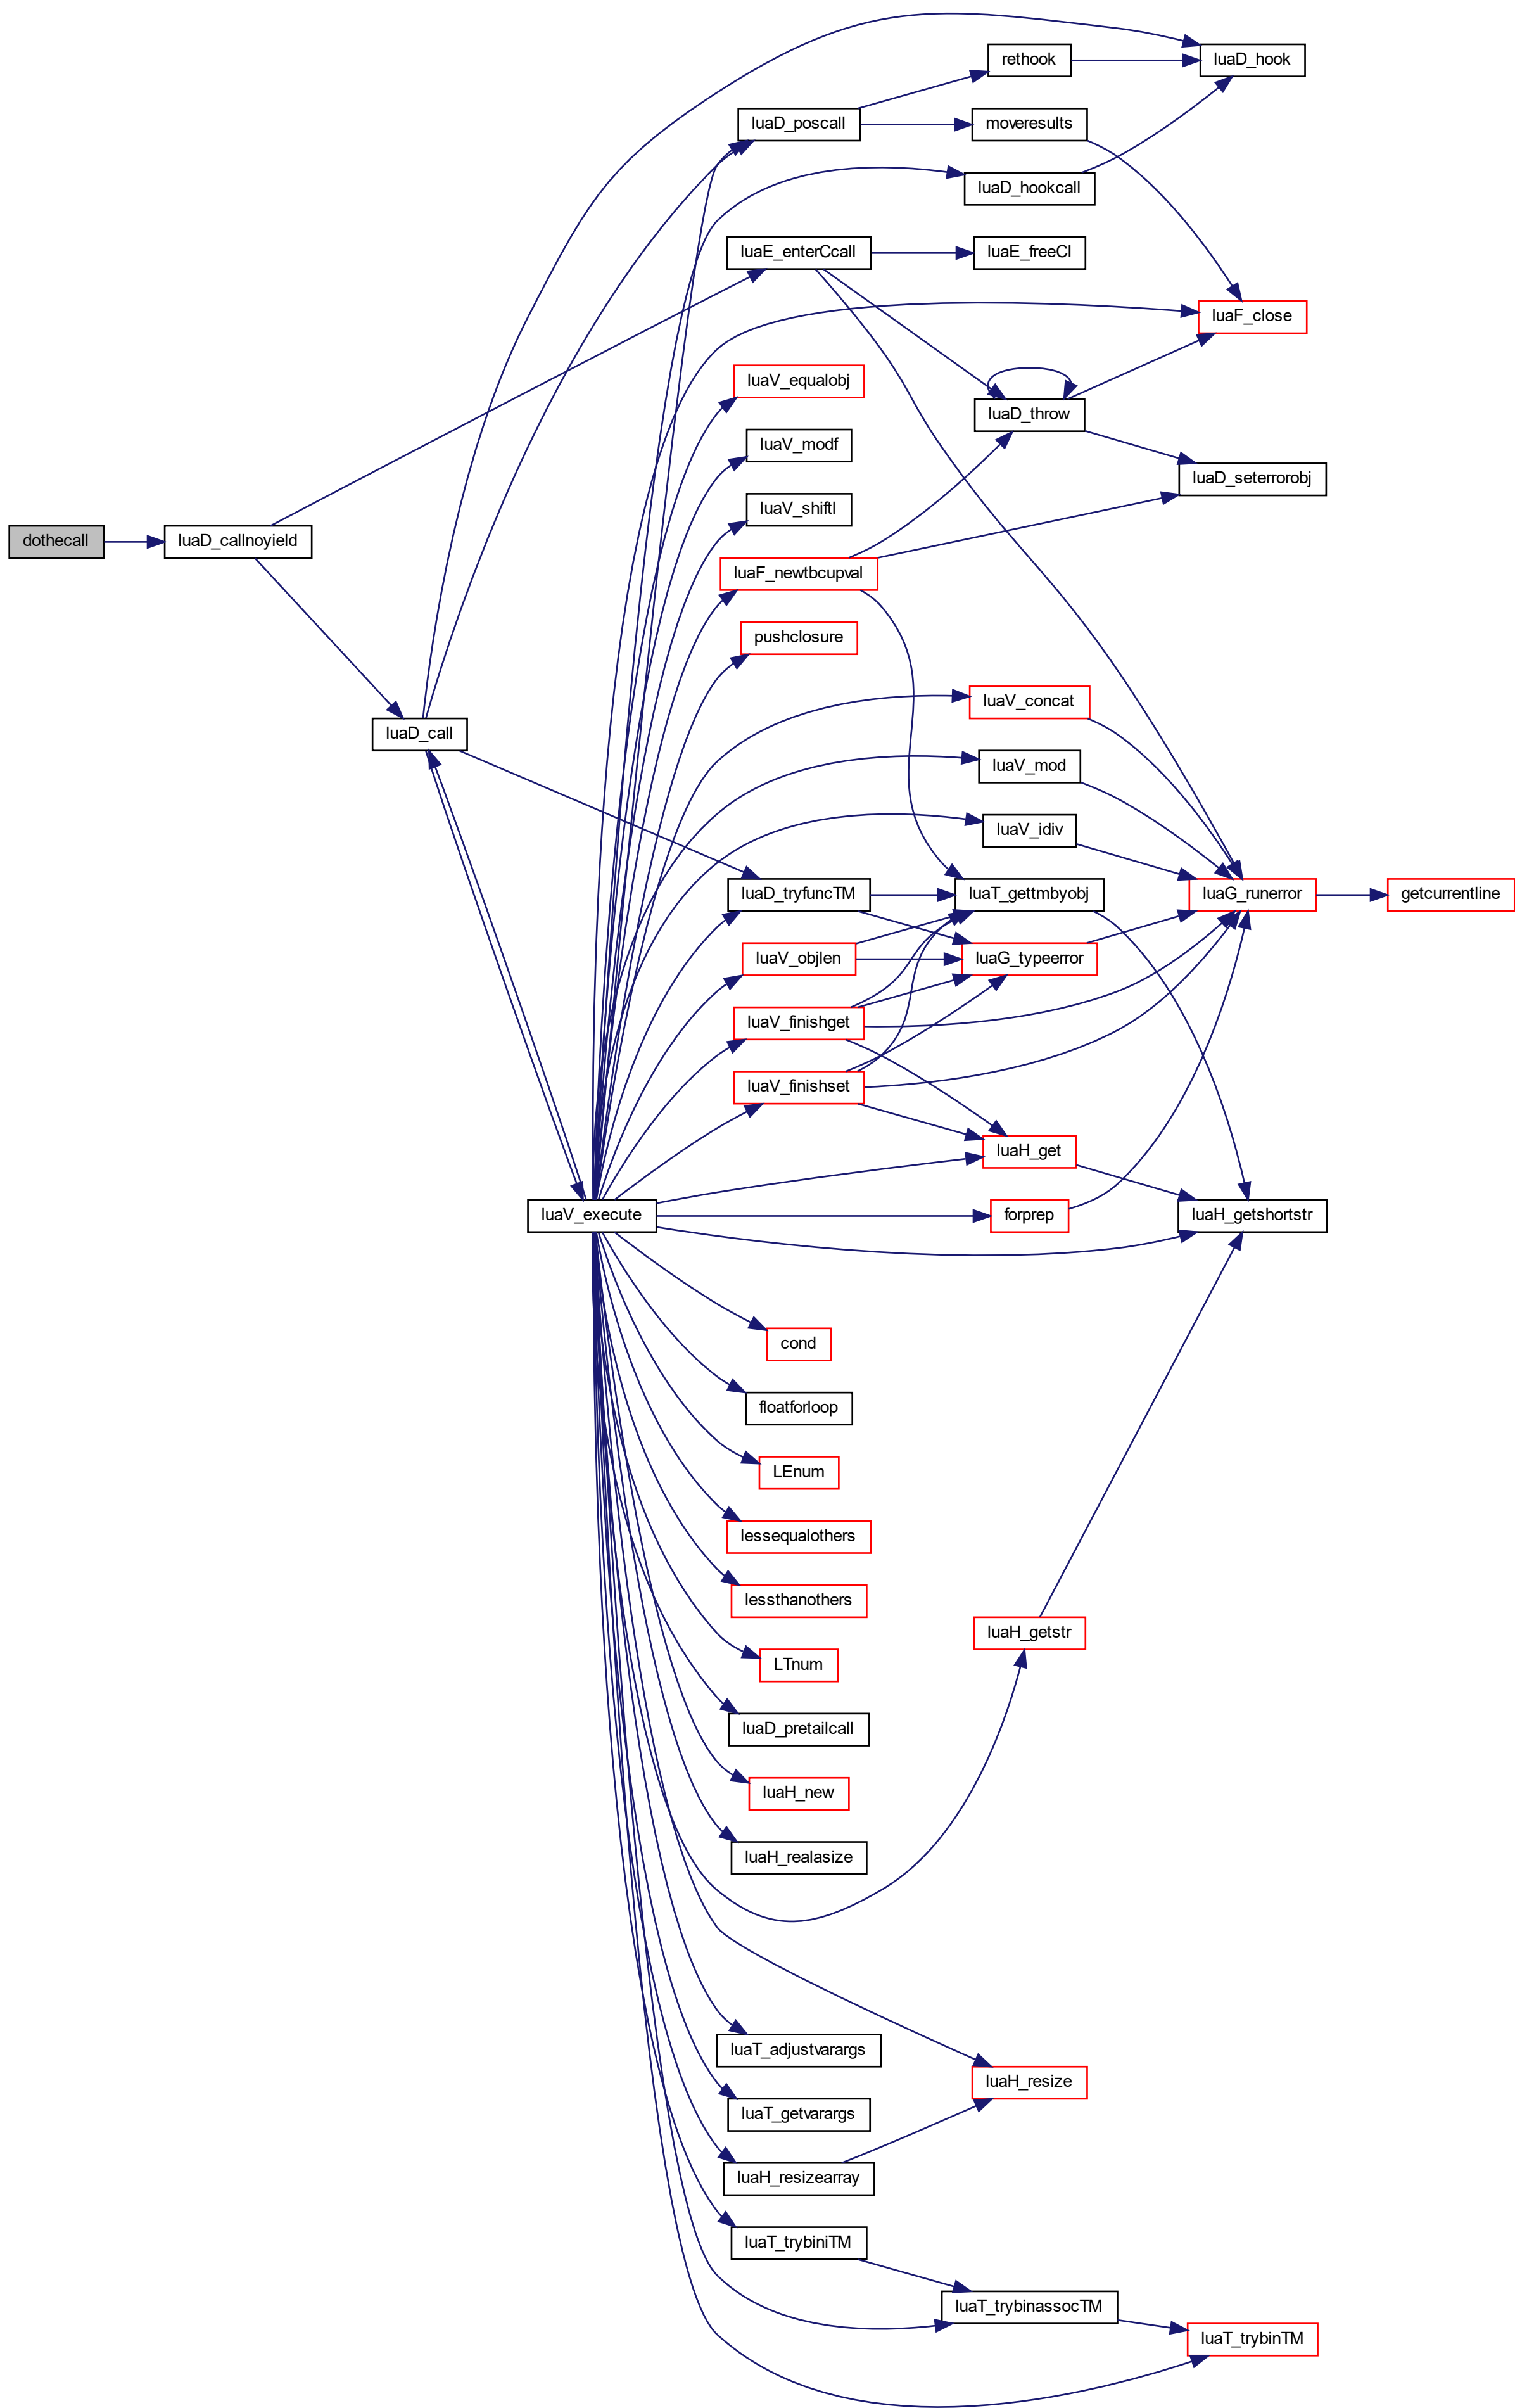 rethook
luaD_hook
luaD_poscall
moveresults
luaD_hookcall
luaE_enterCcall
luaE_freeCI
luaF_close
luaV_equalobj
luaD_throw
luaV_modf
luaD_seterrorobj
luaV_shiftl
dothecall
luaD_callnoyield
luaF_newtbcupval
pushclosure
luaV_concat
luaD_call
luaV_mod
luaV_idiv
luaD_tryfuncTM
luaT_gettmbyobj
luaG_runerror
getcurrentline
luaV_objlen
luaG_typeerror
luaV_finishget
luaV_finishset
luaH_get
luaV_execute
forprep
luaH_getshortstr
cond
floatforloop
LEnum
lessequalothers
lessthanothers
luaH_getstr
LTnum
luaD_pretailcall
luaH_new
luaH_realasize
luaT_adjustvarargs
luaH_resize
luaT_getvarargs
luaH_resizearray
luaT_trybiniTM
luaT_trybinassocTM
luaT_trybinTM